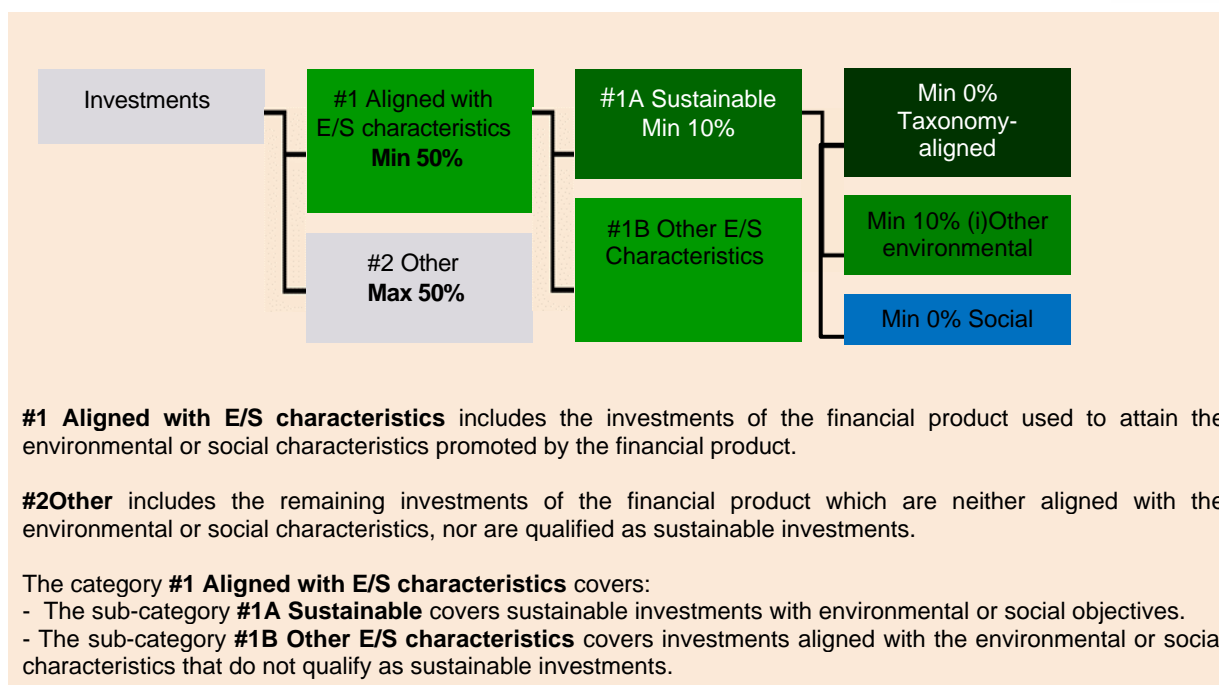 Investments
#1 Aligned with
E/S characteristics
Min 50%
#2 Other
Max 50%
#1A Sustainable
Min 10%
#1B Other E/S
Characteristics
Min 0%
Taxonomy-
aligned
Min 10% (i)Other
environmental
Min 0% Social
#1 Aligned with E/S characteristics includes the investments of the financial product used to attain the
environmental or social characteristics promoted by the financial product.
#2Other includes the remaining investments of the financial product which are neither aligned with the
environmental or social characteristics, nor are qualified as sustainable investments.
The category #1 Aligned with E/S characteristics covers:
- The sub-category #1A Sustainable covers sustainable investments with environmental or social objectives.
- The sub-category #1B Other E/S characteristics covers investments aligned with the environmental or social
characteristics that do not qualify as sustainable investments.